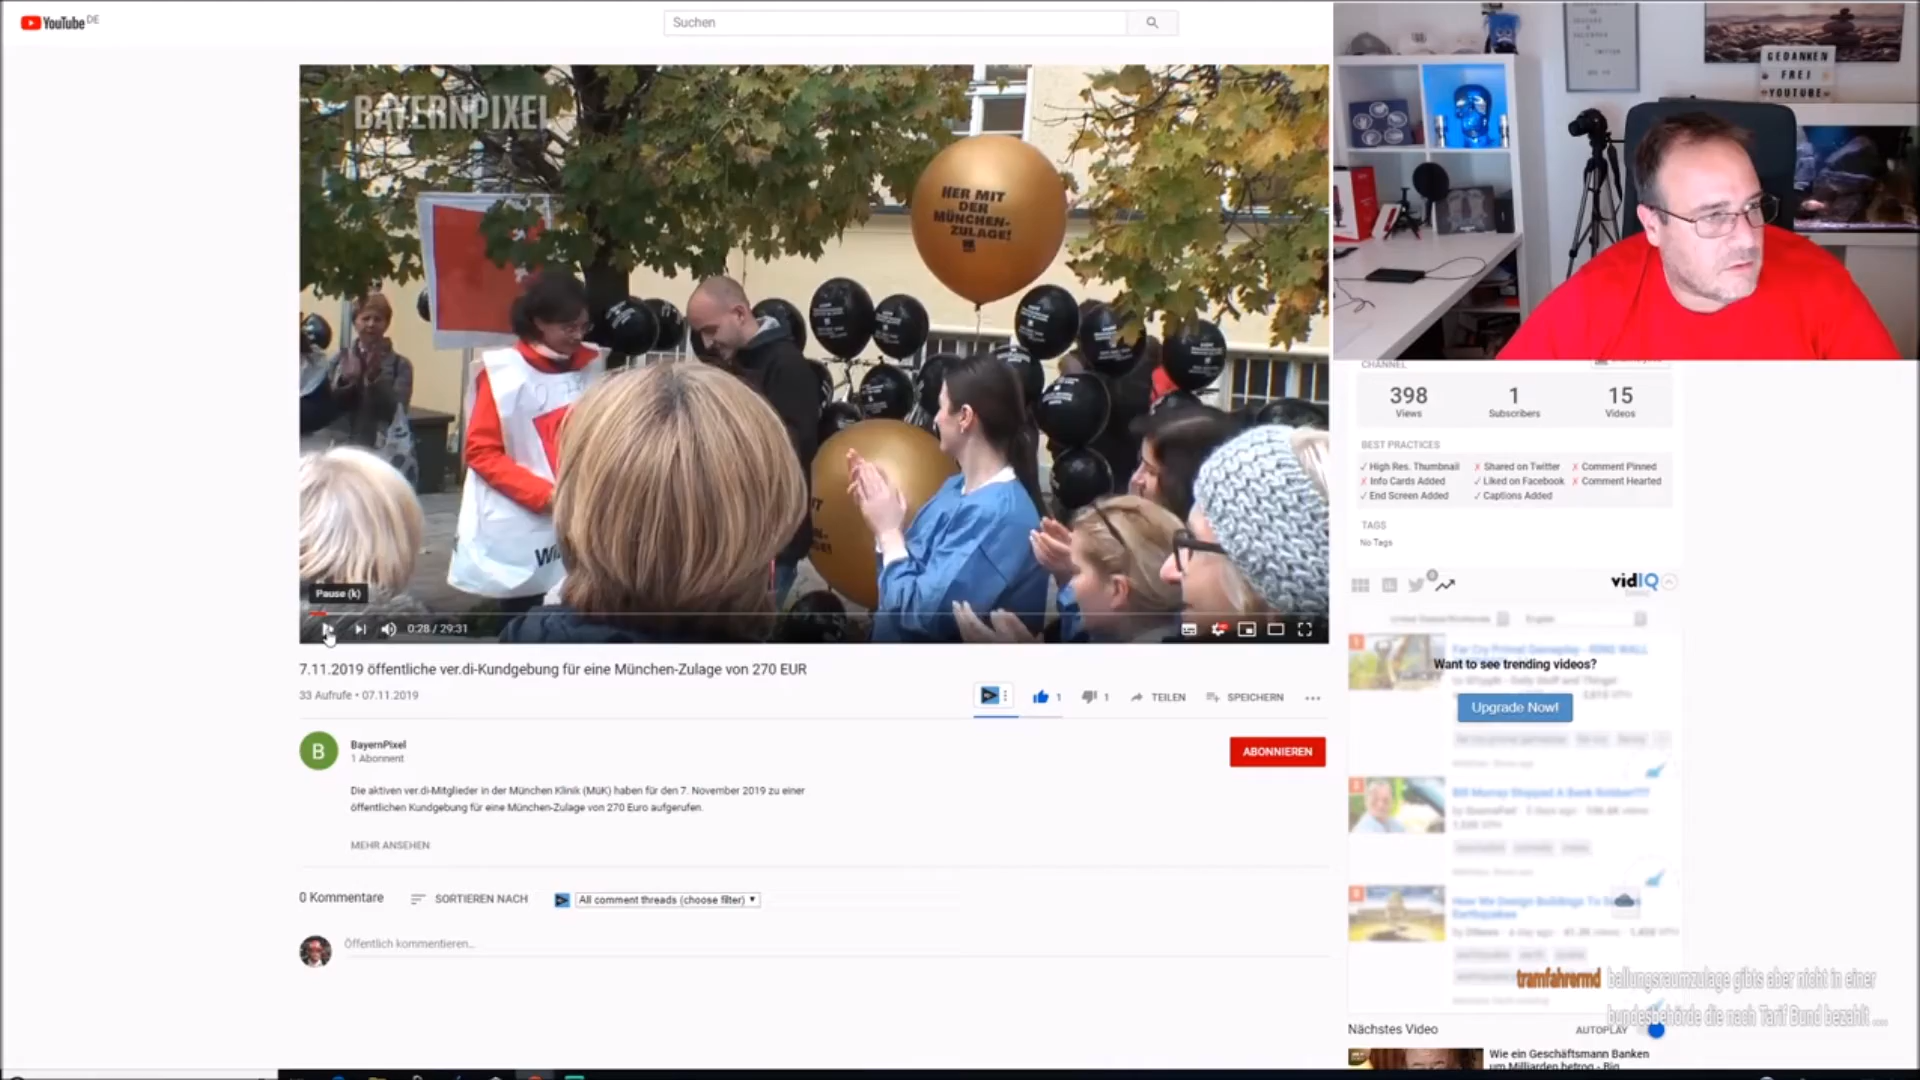 YouTube DE
Suchen
BAYERNPIXEL
HER MIT
DER
MÜNCHEN-
ZULAGE!
GEDANKEN
FREI
YOUTUBE
Pause (k)
0:28 / 29:31
7.11.2019 öffentliche ver.di-Kundgebung für eine München-Zulage von 270 EUR
33 Aufrufe • 07.11.2019
1
1
TEILEN
SPEICHERN
B
BayernPixel
1 Abonnent
ABONNIEREN
Die aktiven ver.di-Mitglieder in der München Klinik (MüK) haben für den 7. November 2019 zu einer
öffentlichen Kundgebung für eine München-Zulage von 270 Euro aufgerufen.
MEHR ANSEHEN
0 Kommentare
SORTIEREN NACH
All comment threads (choose filter)
Öffentlich kommentieren...
CHANNEL
398 1 15
Views Subscribers Videos
BEST PRACTICES
✓ High Res. Thumbnail ✗ Shared on Twitter ✗ Comment Pinned
✗ Info Cards Added ✓ Liked on Facebook ✗ Comment Hearted
✓ End Screen Added ✓ Captions Added
TAGS
No Tags
vidIQ
Want to see trending videos?
Upgrade Now!
tramfahrermd ballungsraumzulage gibts aber nicht in einer
bundesbehörde die nach Tarif Bund bezahlt ....
Nächstes Video
AUTOPLAY
Wie ein Geschäftsmann Banken
um Milliarden betrog - Big